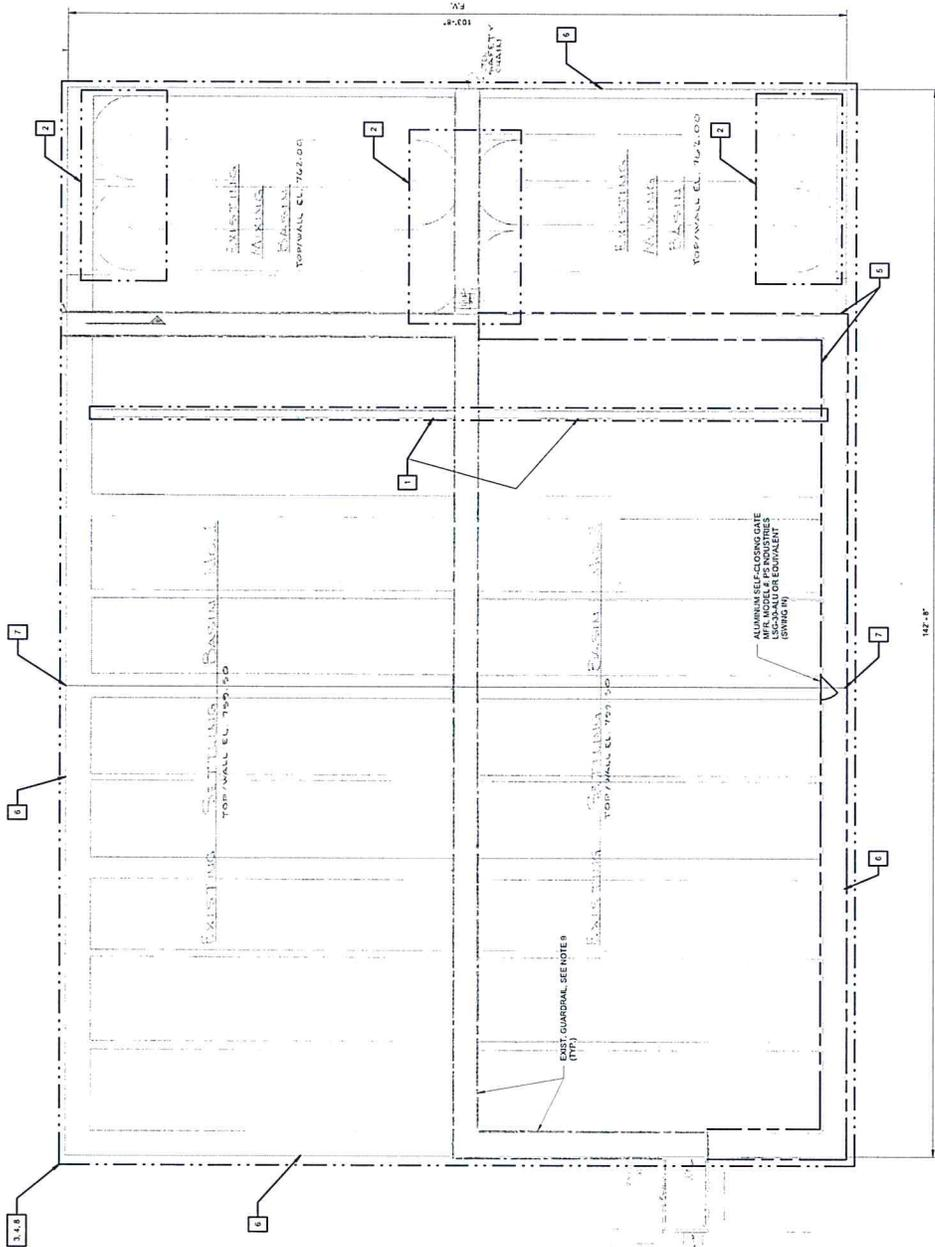 103'-8"
F.V.
SAFETY
CHAIN
6
2
2
2
EXISTING
MIXING
BASIN
TOP/WALL EL. 762.00
EXISTING
MIXING
BASIN
TOP/WALL EL. 762.00
5
1
ALUMINUM SELF-CLOSING GATE
MFR. MODEL #: PS INDUSTRIES
LSG-30-ALU OR EQUIVALENT
(SWING IN)
142'-8"
7
7
EXISTING SETTLING BASIN
TOP/WALL EL. 759.50
EXISTING SETTLING BASIN
TOP/WALL EL. 759.50
6
6
EXIST. GUARDRAIL, SEE NOTE 9
(TYP.)
6
3,4,8